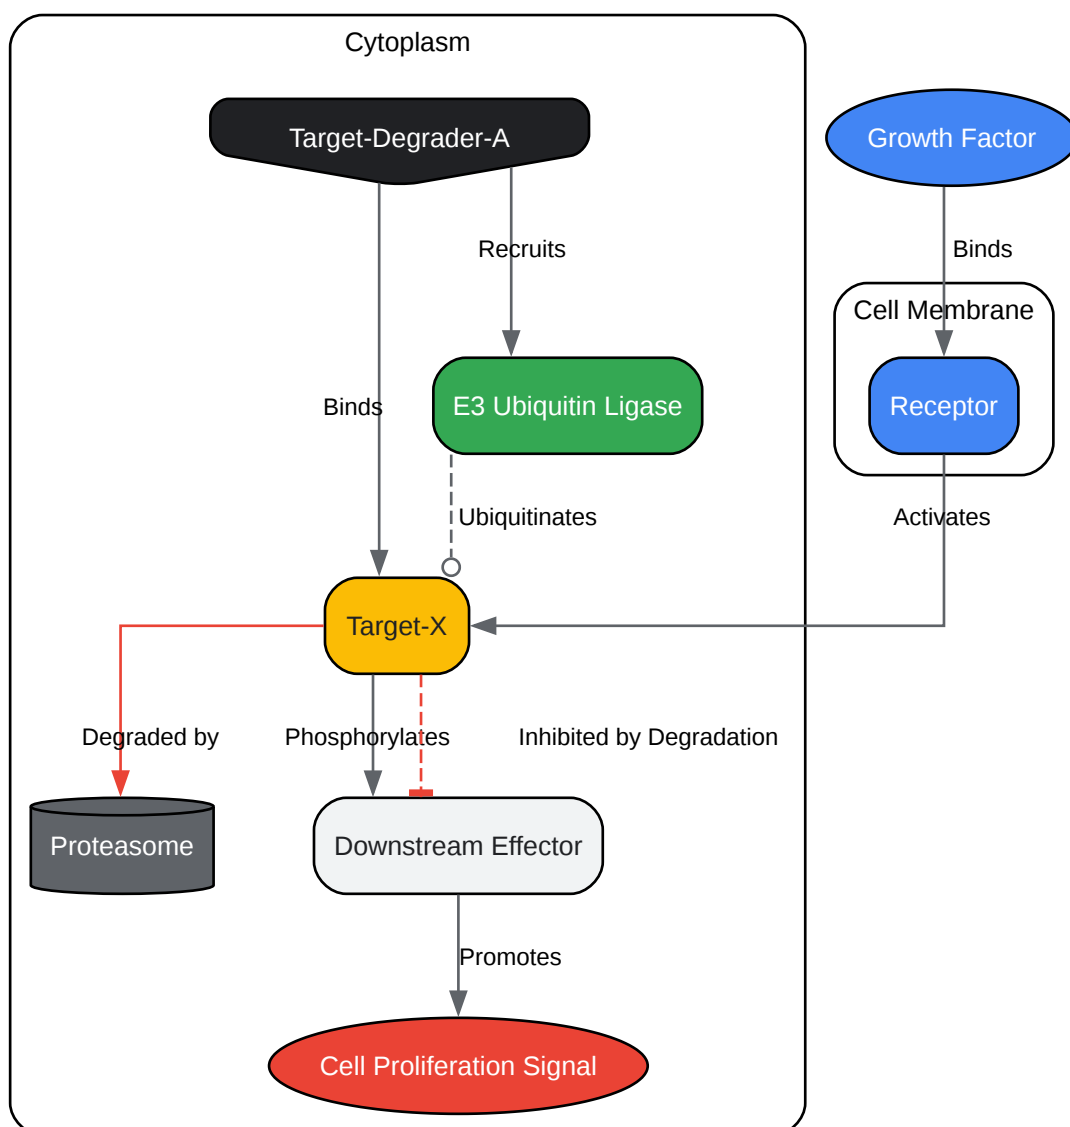 Cytoplasm
Target-Degrader-A
Growth Factor
Recruits
Binds
Cell Membrane
Binds
E3 Ubiquitin Ligase
Receptor
Ubiquitinates
Activates
Target-X
Degraded by
Phosphorylates
Inhibited by Degradation
Proteasome
Downstream Effector
Promotes
Cell Proliferation Signal